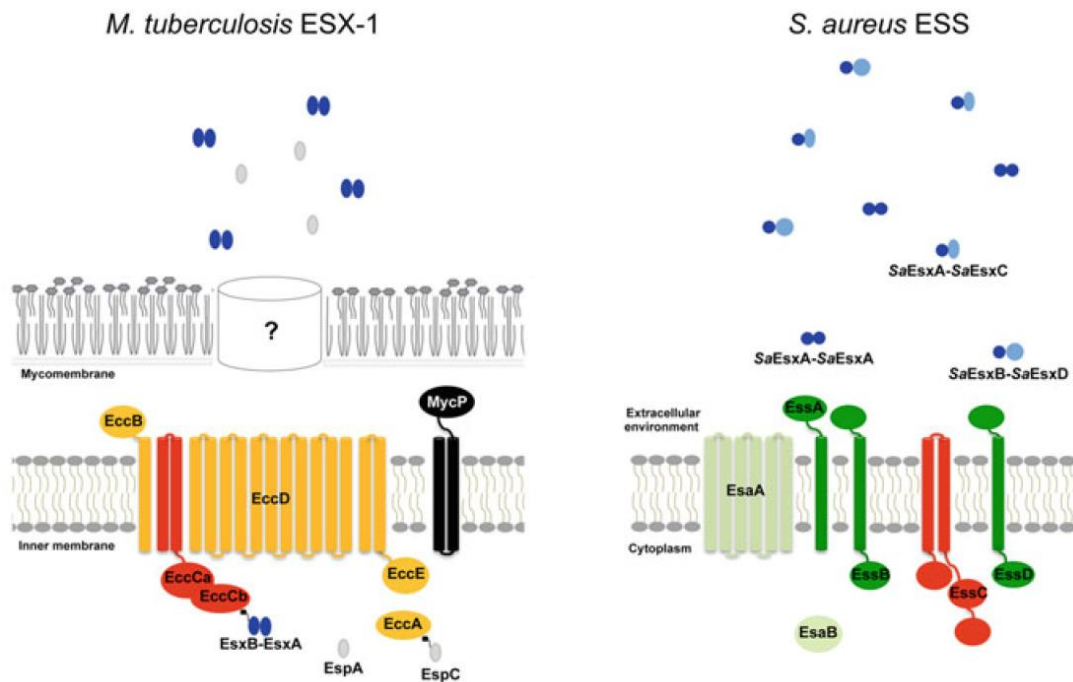 M. tuberculosis ESX-1
?
Mycomembrane
EccB
MycP
EccD
Inner membrane
EccCa
EccCb
EccE
EccA
EsxB-EsxA
EspA
EspC
S. aureus ESS
SaEsxA-SaEsxC
SaEsxA-SaEsxA
SaEsxB-SaEsxD
Extracellular
environment
EssA
EsaA
Cytoplasm
EssB
EssC
EssD
EsaB